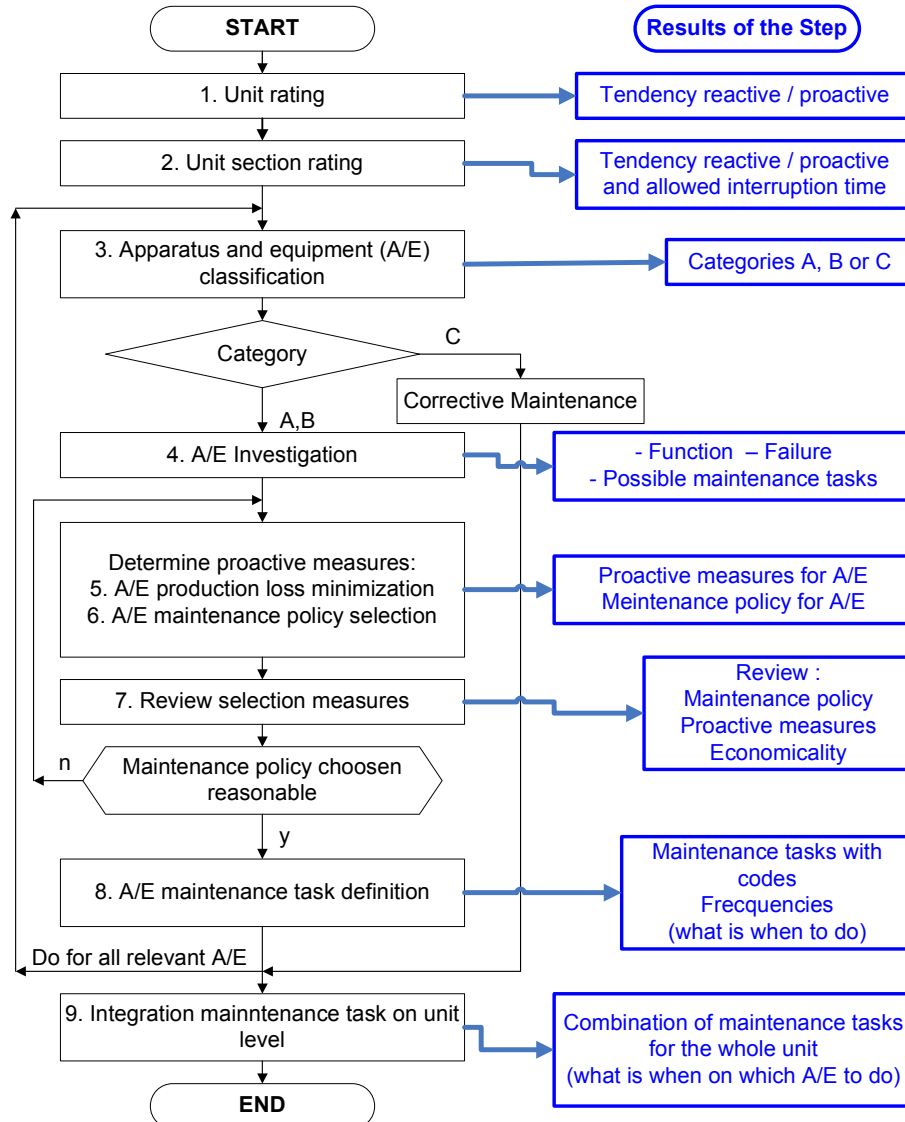 START
Results of the Step
1. Unit rating
Tendency reactive / proactive
2. Unit section rating
Tendency reactive / proactive
and allowed interruption time
3. Apparatus and equipment (A/E)
classification
Categories A, B or C
Category
C
Corrective Maintenance
A,B
4. A/E Investigation
- Function – Failure
- Possible maintenance tasks
Determine proactive measures:
5. A/E production loss minimization
6. A/E maintenance policy selection
Proactive measures for A/E
Meintenance policy for A/E
7. Review selection measures
Review :
Maintenance policy
Proactive measures
Economicality
n
Maintenance policy choosen
reasonable
y
8. A/E maintenance task definition
Maintenance tasks with
codes
Frecquencies
(what is when to do)
Do for all relevant A/E
9. Integration mainntenance task on unit
level
Combination of maintenance tasks
for the whole unit
(what is when on which A/E to do)
END